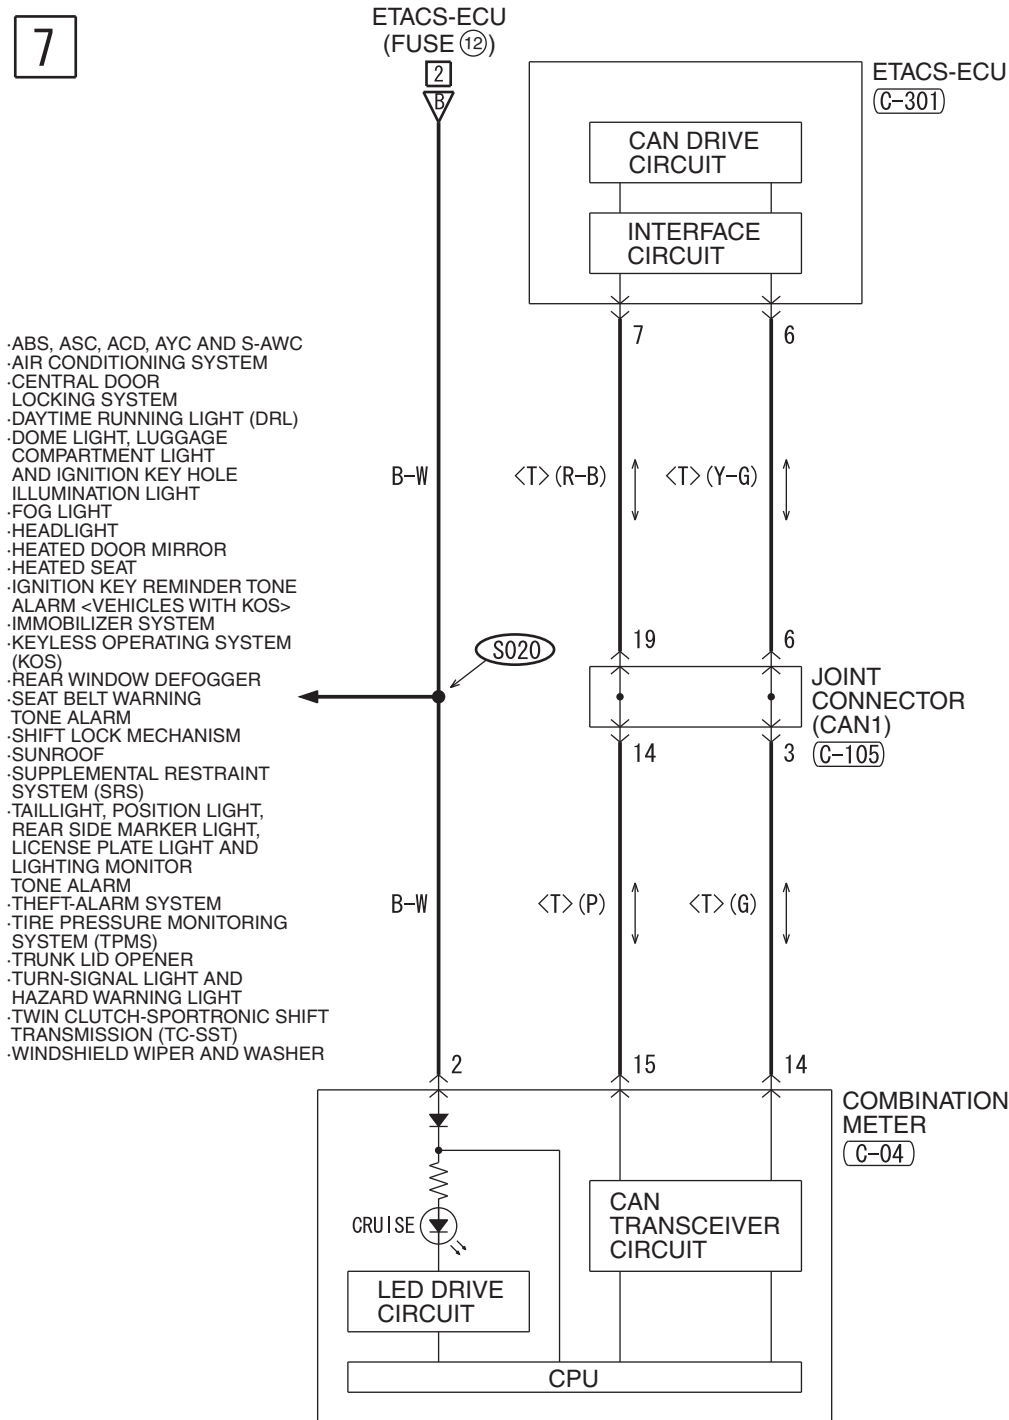 7
ETACS-ECU
(FUSE ⑫)
2
B
ETACS-ECU
C-301
CAN DRIVE
CIRCUIT
INTERFACE
CIRCUIT
7
6
·ABS, ASC, ACD, AYC AND S-AWC
·AIR CONDITIONING SYSTEM
·CENTRAL DOOR
LOCKING SYSTEM
·DAYTIME RUNNING LIGHT (DRL)
·DOME LIGHT, LUGGAGE
COMPARTMENT LIGHT
AND IGNITION KEY HOLE
ILLUMINATION LIGHT
·FOG LIGHT
·HEADLIGHT
·HEATED DOOR MIRROR
·HEATED SEAT
·IGNITION KEY REMINDER TONE
ALARM <VEHICLES WITH KOS>
·IMMOBILIZER SYSTEM
·KEYLESS OPERATING SYSTEM
(KOS)
·REAR WINDOW DEFOGGER
·SEAT BELT WARNING
TONE ALARM
·SHIFT LOCK MECHANISM
·SUNROOF
·SUPPLEMENTAL RESTRAINT
SYSTEM (SRS)
·TAILLIGHT, POSITION LIGHT,
REAR SIDE MARKER LIGHT,
LICENSE PLATE LIGHT AND
LIGHTING MONITOR
TONE ALARM
·THEFT-ALARM SYSTEM
·TIRE PRESSURE MONITORING
SYSTEM (TPMS)
·TRUNK LID OPENER
·TURN-SIGNAL LIGHT AND
HAZARD WARNING LIGHT
·TWIN CLUTCH-SPORTRONIC SHIFT
TRANSMISSION (TC-SST)
·WINDSHIELD WIPER AND WASHER
B-W
<T>(R-B)
<T>(Y-G)
S020
19
6
JOINT
CONNECTOR
(CAN1)
C-105
14
3
B-W
<T>(P)
<T>(G)
2
15
14
COMBINATION
METER
C-04
CRUISE
CAN
TRANSCEIVER
CIRCUIT
LED DRIVE
CIRCUIT
CPU